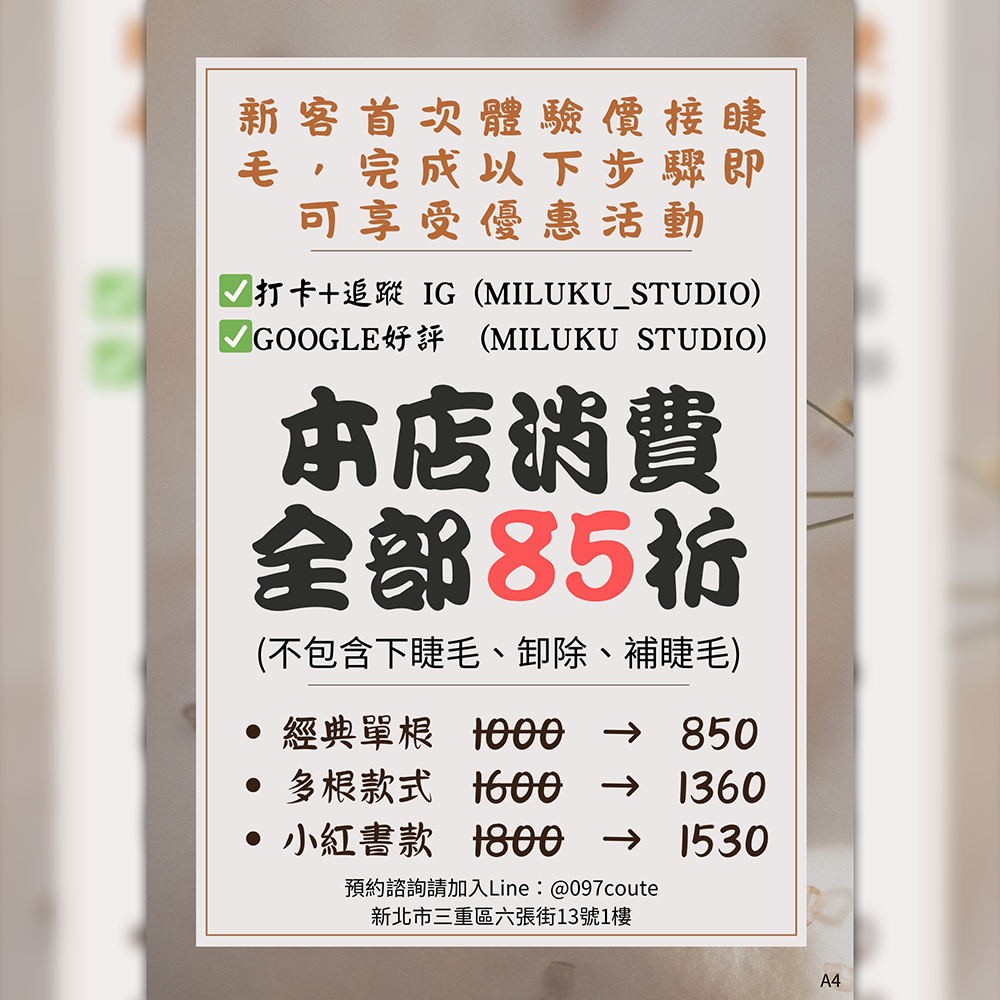 新客首次體驗價接睫
毛，完成以下步驟即
可享受優惠活動
✅打卡+追蹤 IG (MILUKU_STUDIO)
✅GOOGLE好評 (MILUKU STUDIO)
本店消費
全部85折
(不包含下睫毛、卸除、補睫毛)
• 經典單根 1000 → 850
• 多根款式 1600 → 1360
• 小紅書款 1800 → 1530
預約諮詢請加入Line：@097coute
新北市三重區六張街13號1樓
A4